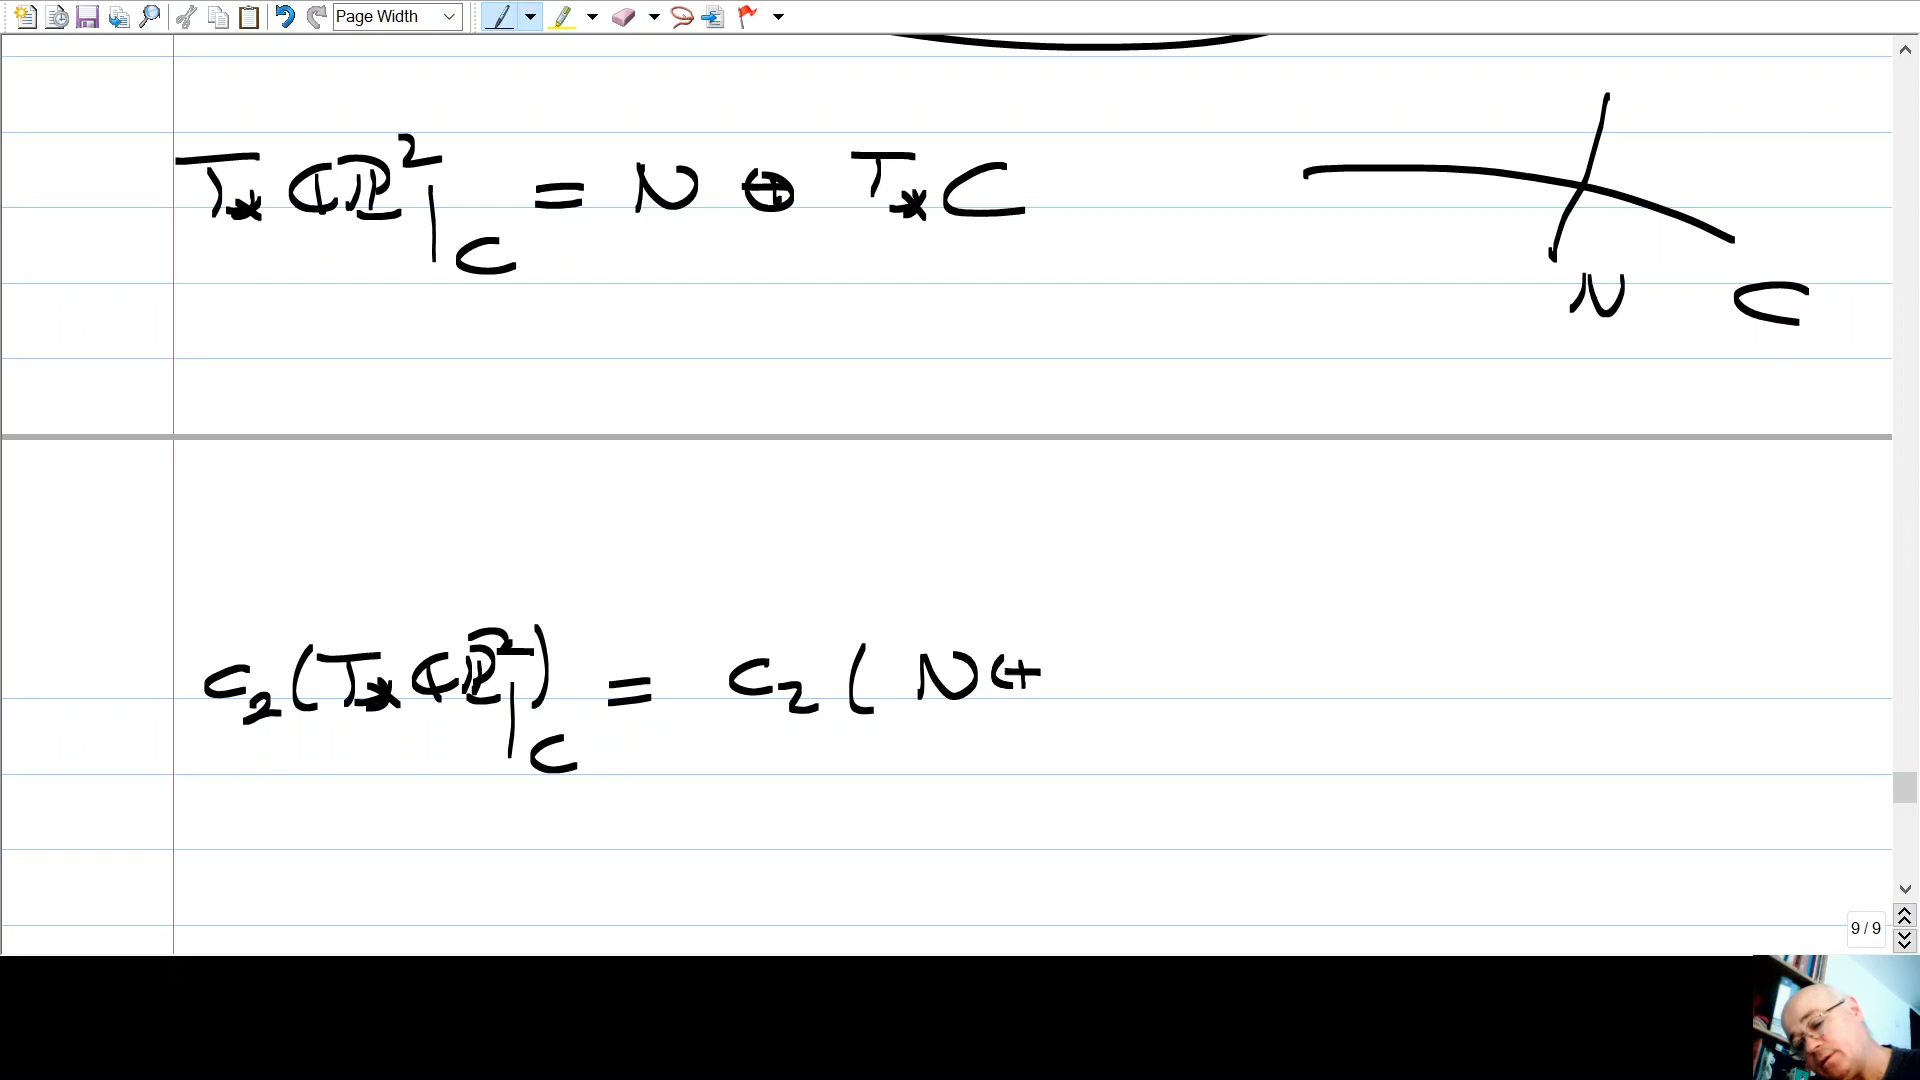 Page Width
T_* ℂℙ²|_C = N ⊕ T_* C
N C
c₂(T_* ℂℙ²|_C) = c₂( N ⊕
9 / 9